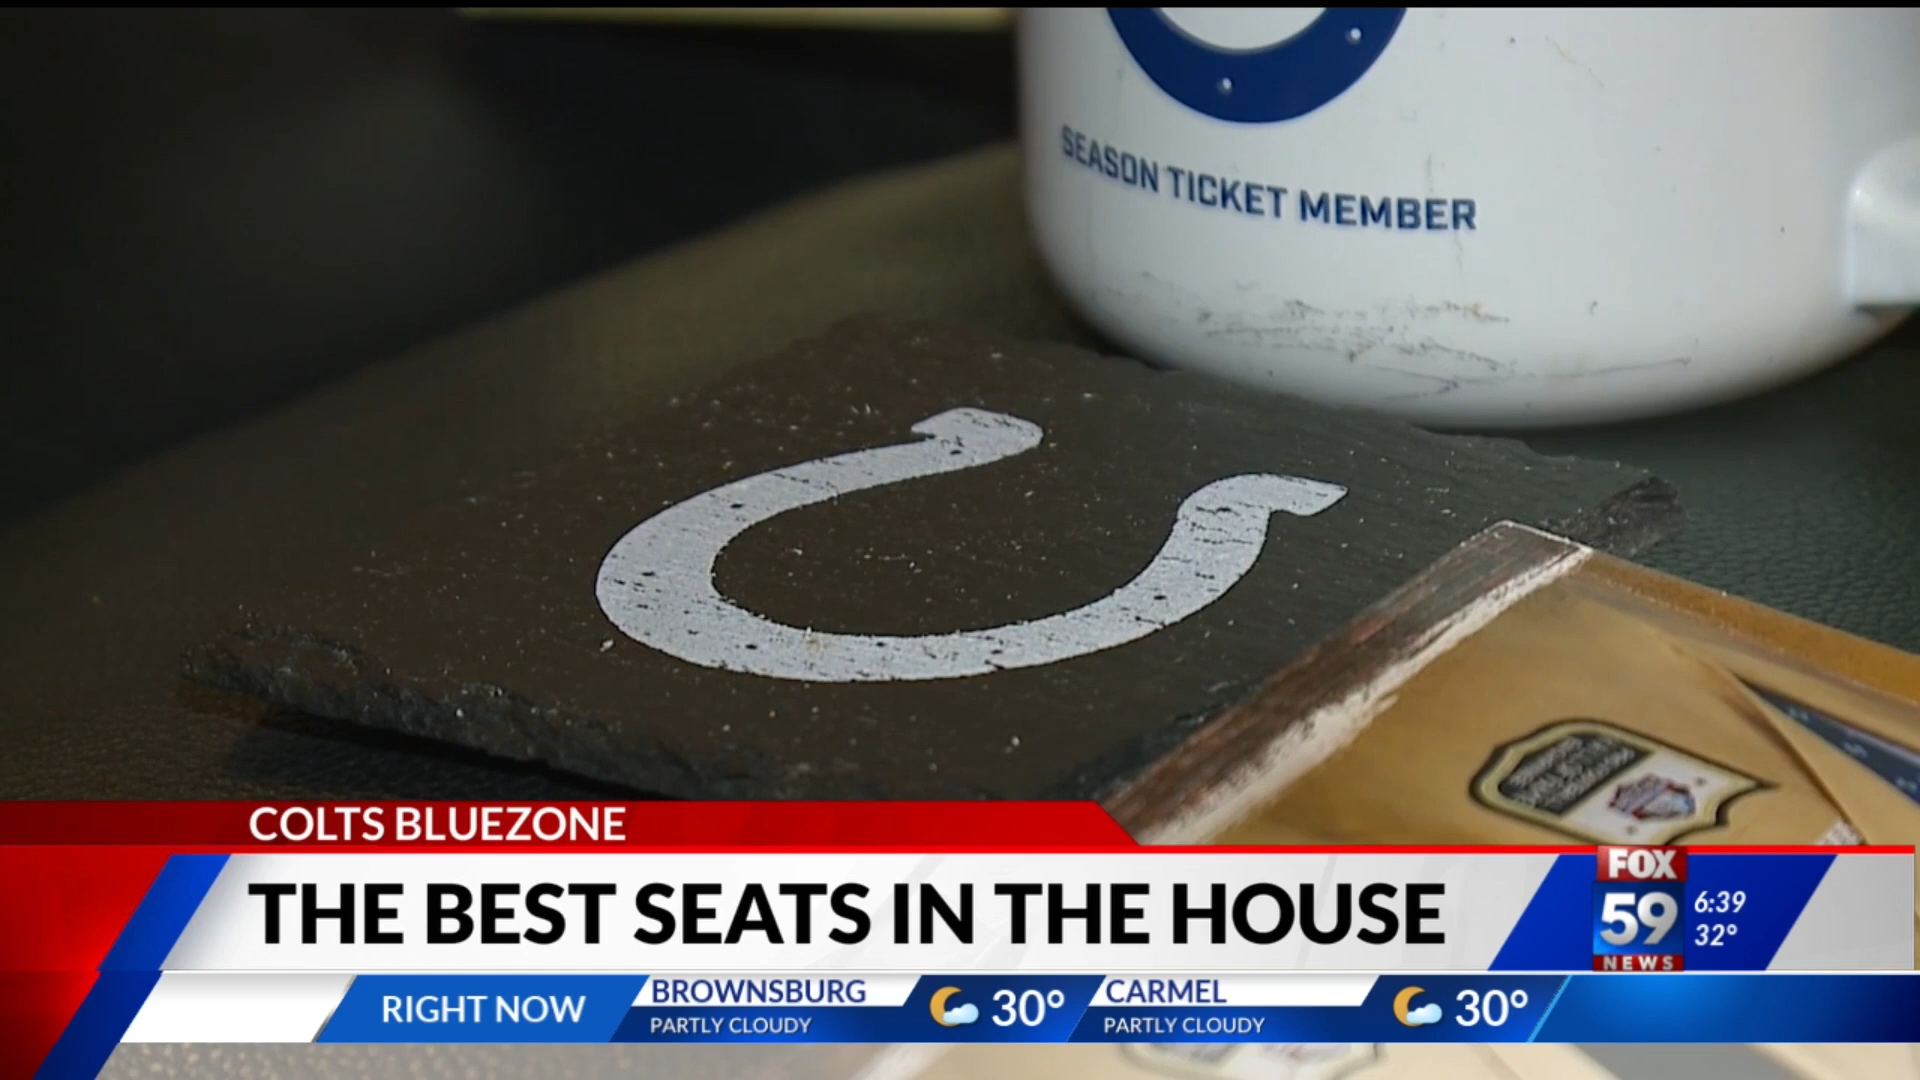 SEASON TICKET MEMBER
COLTS BLUEZONE
THE BEST SEATS IN THE HOUSE
FOX
59
NEWS
6:39
32°
RIGHT NOW
BROWNSBURG
PARTLY CLOUDY
30°
CARMEL
PARTLY CLOUDY
30°